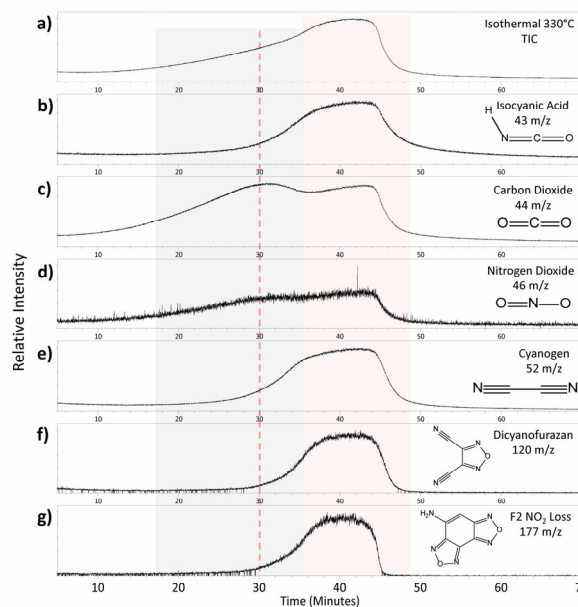 a)
Isothermal 330°C
TIC
10 20 30 40 50 60
b)
Isocyanic Acid
43 m/z
H
N C O
10 20 30 40 50 60
c)
Carbon Dioxide
44 m/z
O C O
10 20 30 40 50 60
d)
Nitrogen Dioxide
46 m/z
O N O
10 20 30 40 50 60
e)
Cyanogen
52 m/z
N N
10 20 30 40 50 60
f)
Dicyanofurazan
120 m/z
N N O N N
10 20 30 40 50 60
g)
F2 NO₂ Loss
177 m/z
H₂N N O N N O N
10 20 30 40 50 60 70
Time (Minutes)
Relative Intensity